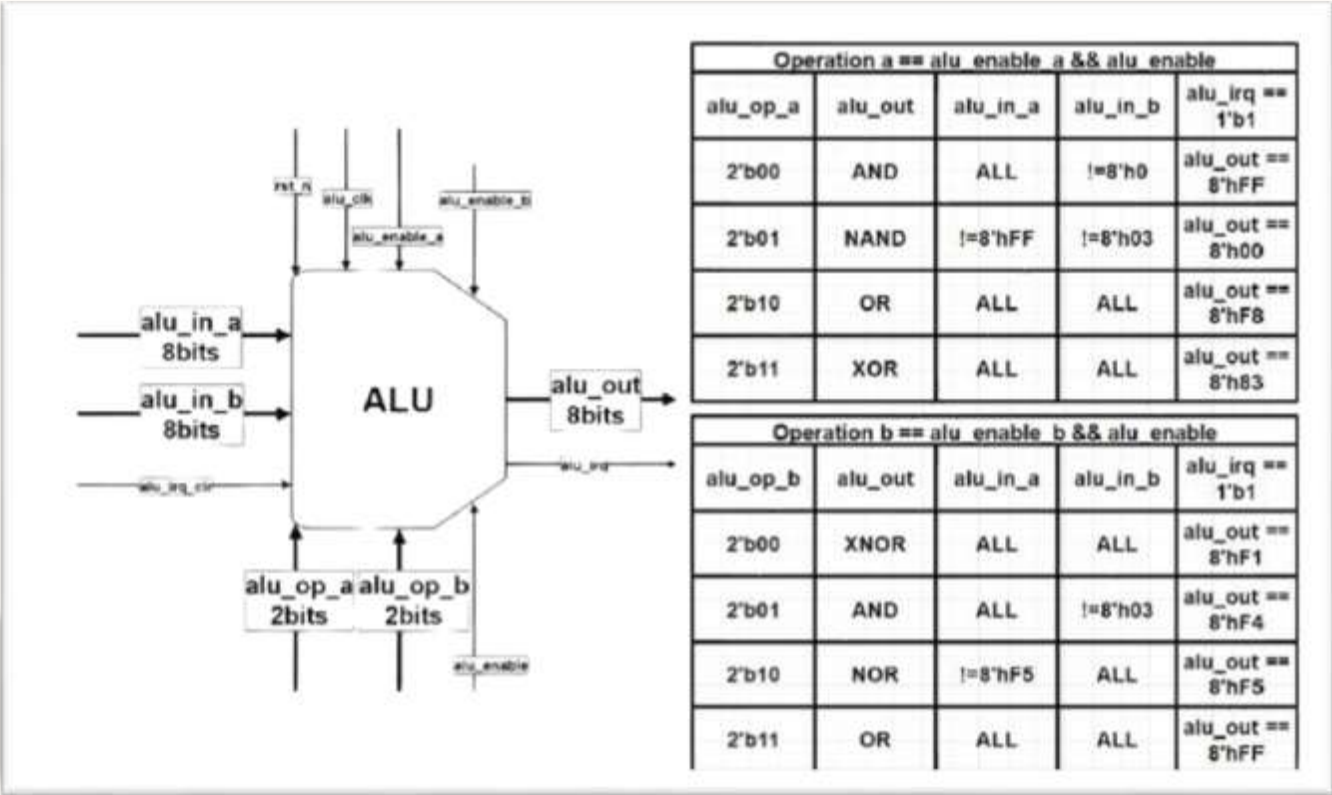 rst_n
alu_clk
alu_enable_a
alu_enable_b
alu_in_a
8bits
alu_in_b
8bits
alu_irq_clr
ALU
alu_out
8bits
alu_irq
alu_op_a
2bits
alu_op_b
2bits
alu_enable
Operation a == alu_enable_a && alu_enable
alu_op_a alu_out alu_in_a alu_in_b alu_irq == 1'b1
2'b00 AND ALL !=8'h0 alu_out == 8'hFF
2'b01 NAND !=8'hFF !=8'h03 alu_out == 8'h00
2'b10 OR ALL ALL alu_out == 8'hF8
2'b11 XOR ALL ALL alu_out == 8'h83
Operation b == alu_enable_b && alu_enable
alu_op_b alu_out alu_in_a alu_in_b alu_irq == 1'b1
2'b00 XNOR ALL ALL alu_out == 8'hF1
2'b01 AND ALL !=8'h03 alu_out == 8'hF4
2'b10 NOR !=8'hF5 ALL alu_out == 8'hF5
2'b11 OR ALL ALL alu_out == 8'hFF